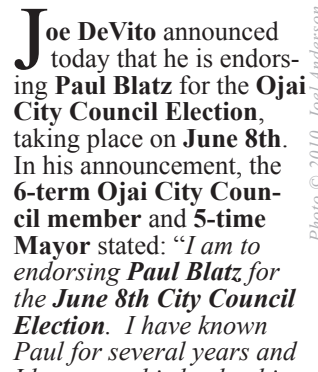 Joe DeVito announced
today that he is endors-
ing Paul Blatz for the Ojai
City Council Election,
taking place on June 8th.
In his announcement, the
6-term Ojai City Coun-
cil member and 5-time
Mayor stated: “I am to
endorsing Paul Blatz for
the June 8th City Council
Election. I have known
Paul for several years and
Photo © 2010 Joel Anderson